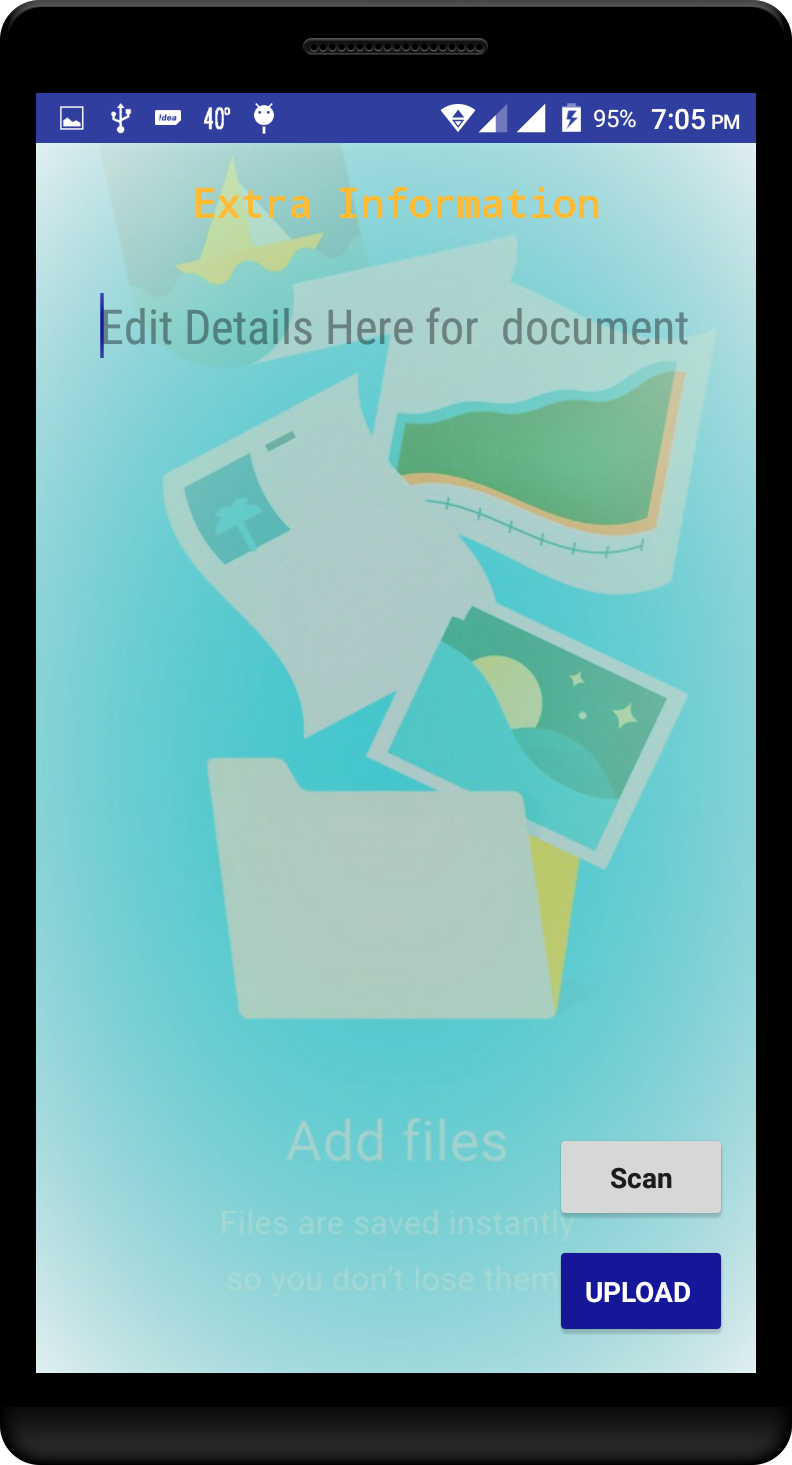 !dea 40° 95% 7:05 PM
Extra Information
Edit Details Here for  document
Add files
Scan
Files are saved instantly
so you don't lose them
UPLOAD